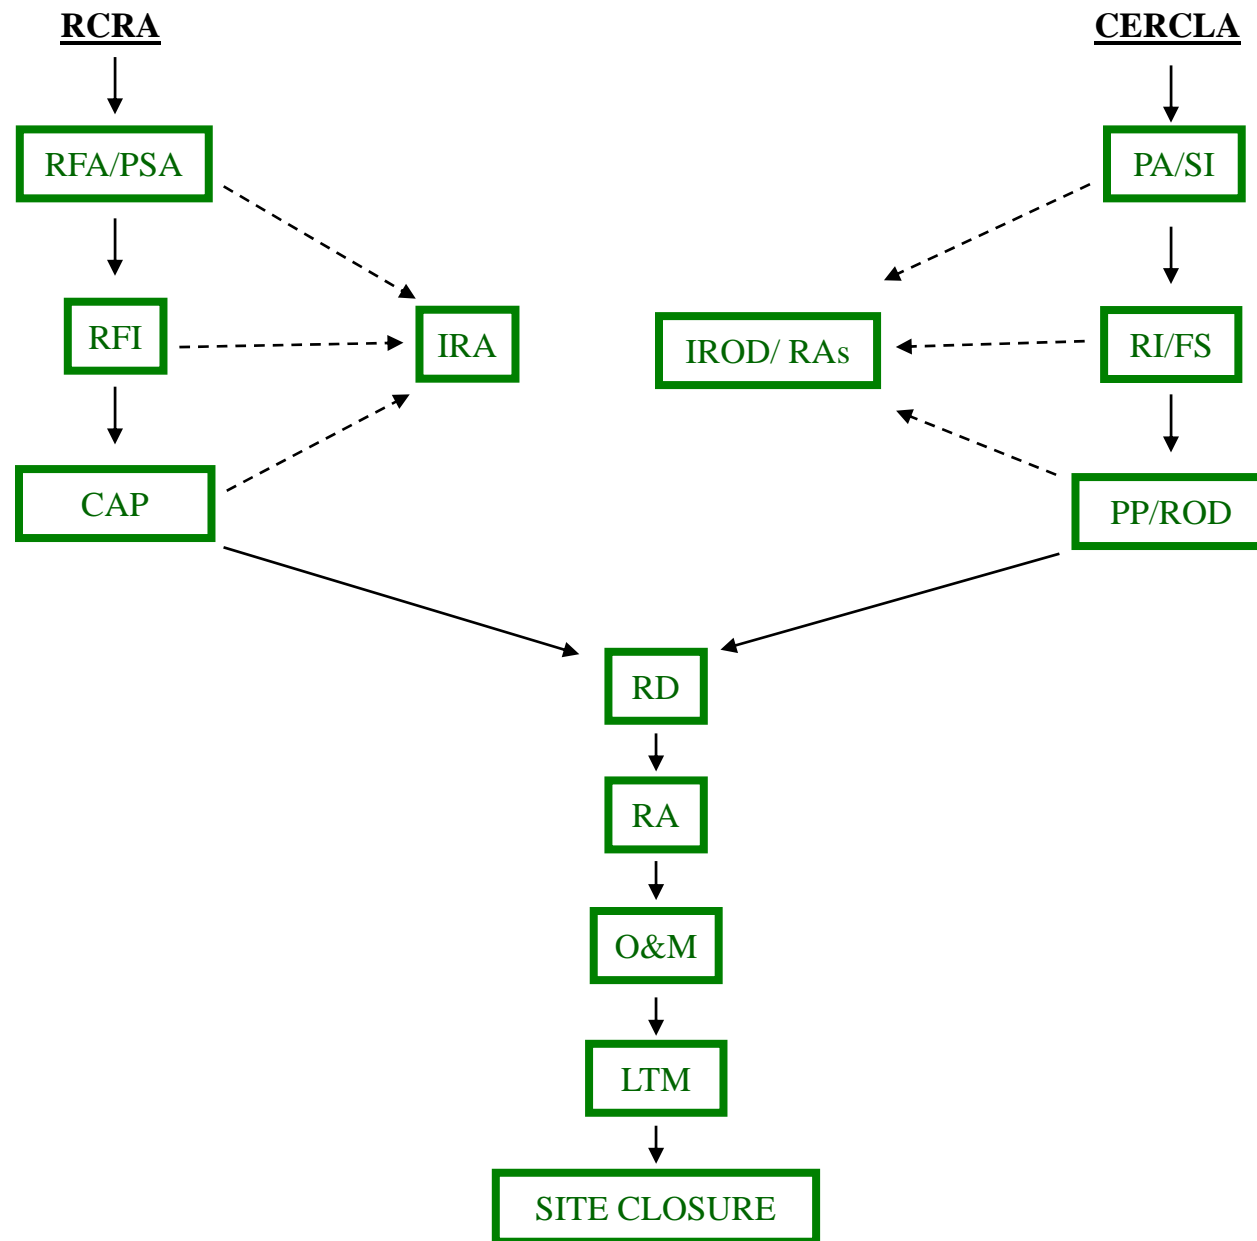 RCRA
CERCLA
RFA/PSA
PA/SI
RFI
IRA
IROD/ RAs
RI/FS
CAP
PP/ROD
RD
RA
O&M
LTM
SITE CLOSURE